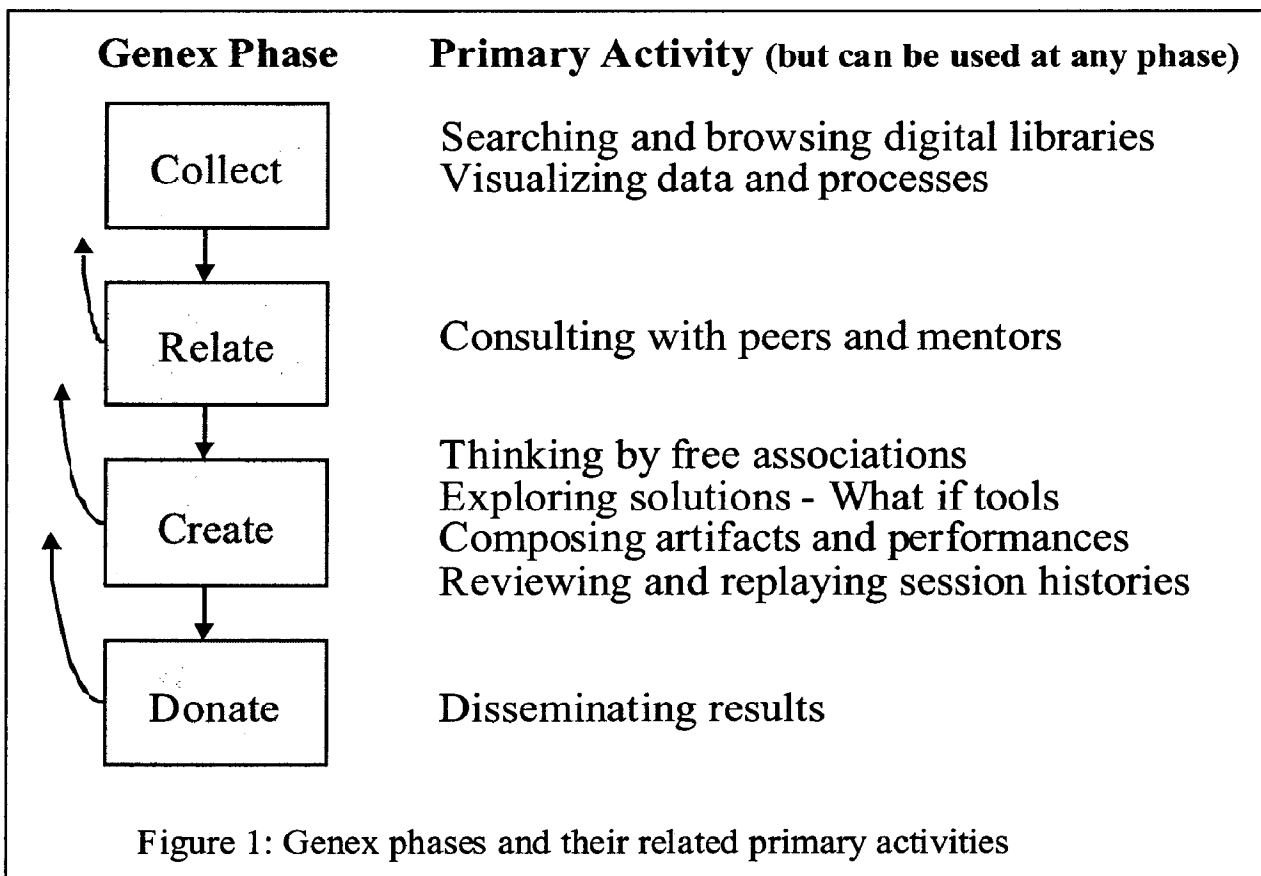 Genex Phase Primary Activity (but can be used at any phase)
Collect
Searching and browsing digital libraries
Visualizing data and processes
Relate
Consulting with peers and mentors
Create
Thinking by free associations
Exploring solutions - What if tools
Composing artifacts and performances
Reviewing and replaying session histories
Donate
Disseminating results
Figure 1: Genex phases and their related primary activities